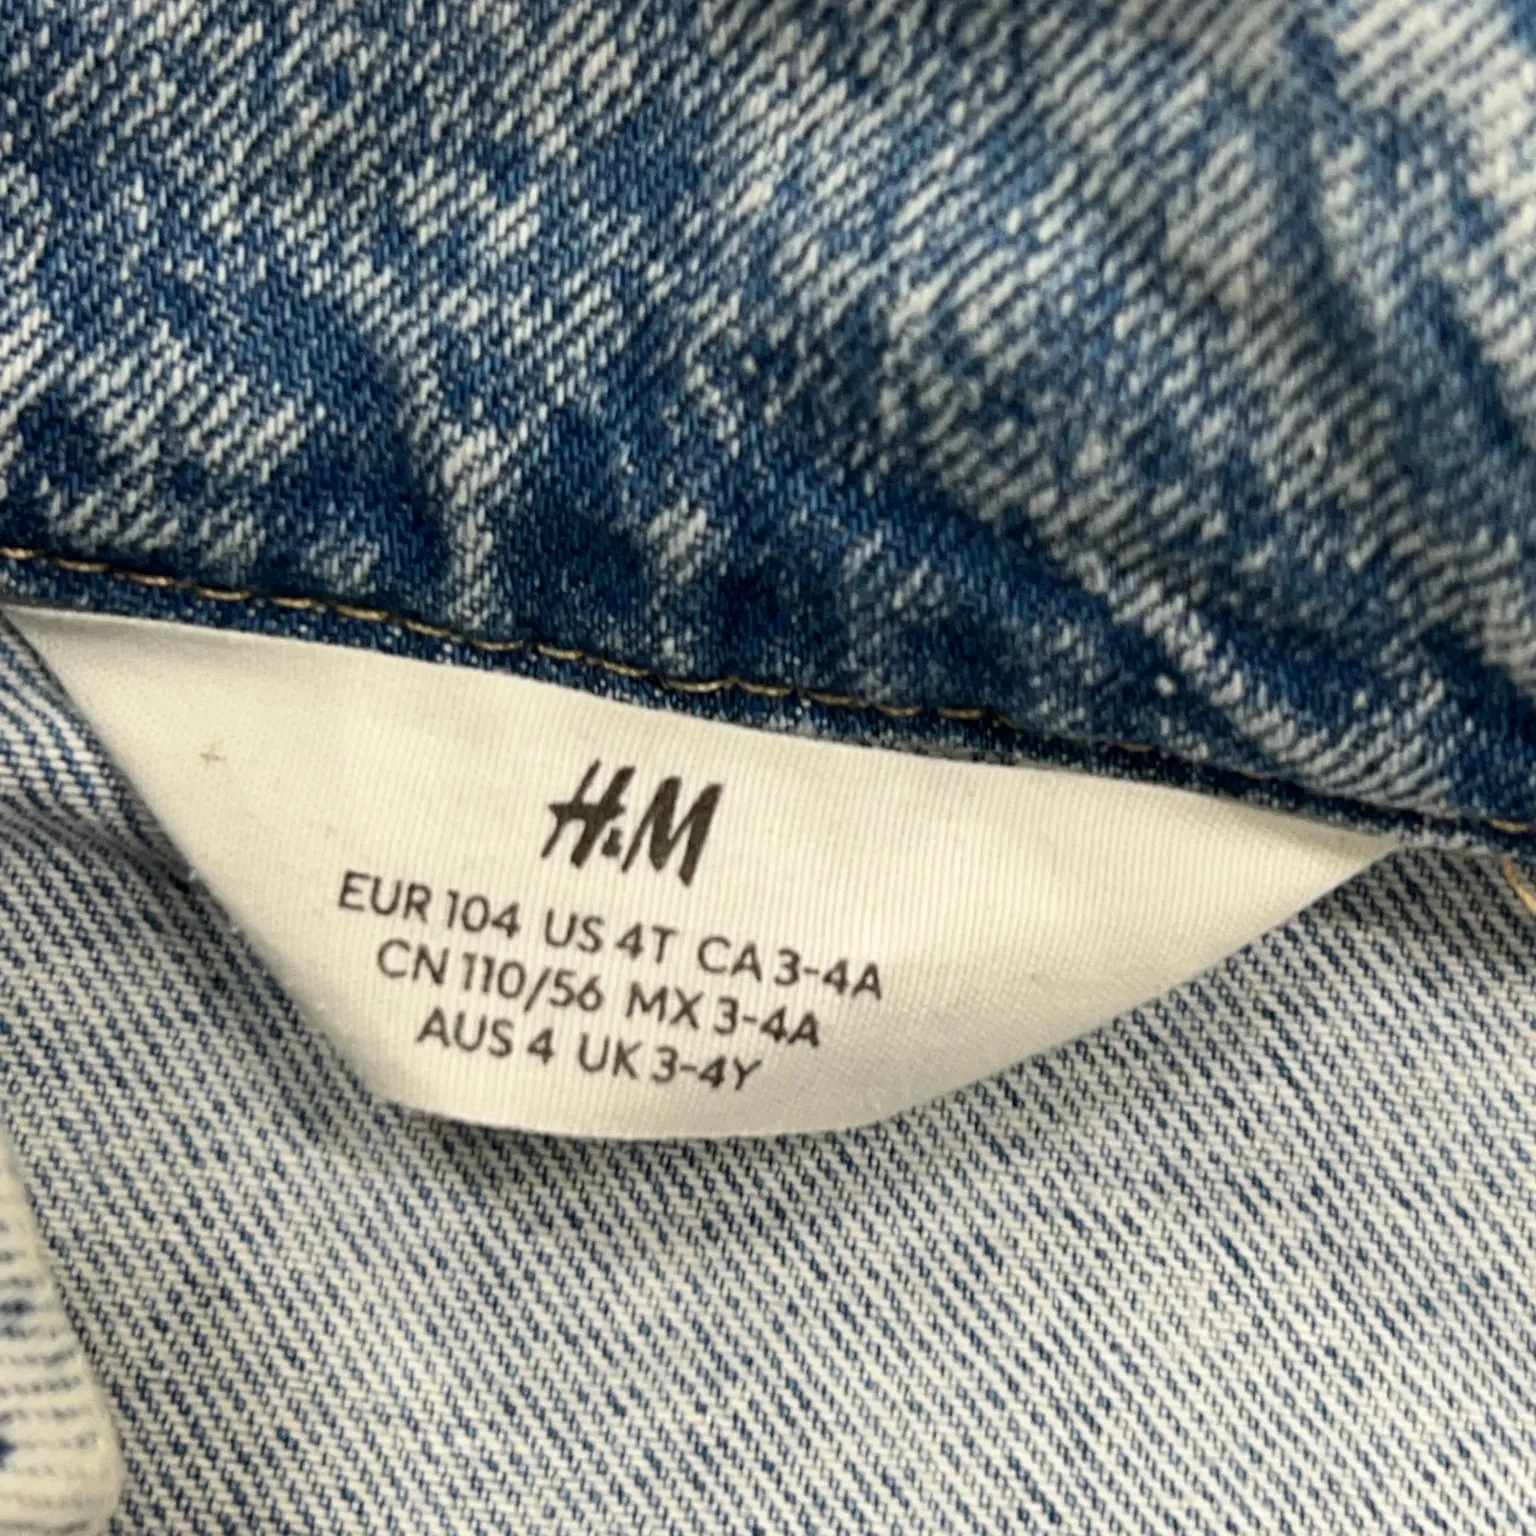 H&M
EUR 104 US 4T CA 3-4A
CN 110/56 MX 3-4A
AUS 4 UK 3-4Y